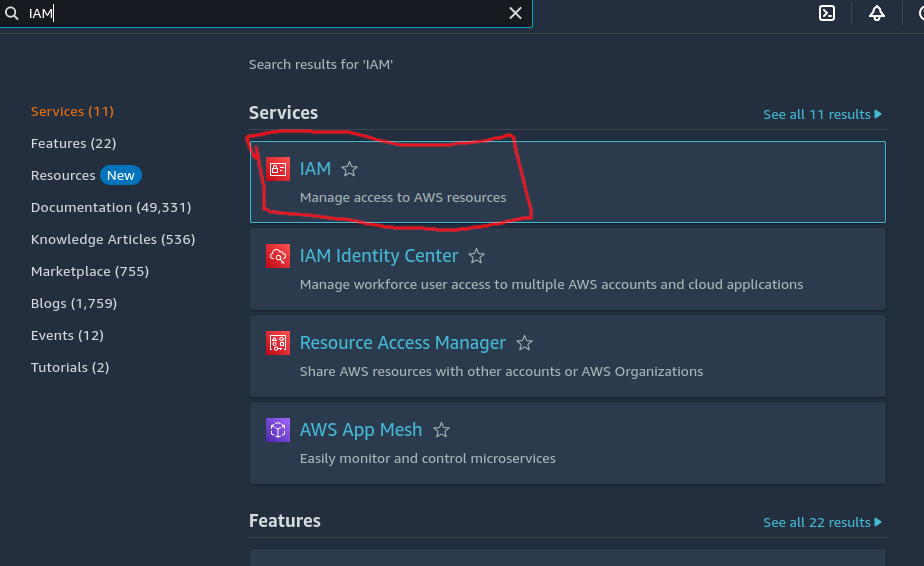 IAM
Search results for 'IAM'
Services (11)
Features (22)
Resources New
Documentation (49,331)
Knowledge Articles (536)
Marketplace (755)
Blogs (1,759)
Events (12)
Tutorials (2)
Services
See all 11 results
IAM
Manage access to AWS resources
IAM Identity Center
Manage workforce user access to multiple AWS accounts and cloud applications
Resource Access Manager
Share AWS resources with other accounts or AWS Organizations
AWS App Mesh
Easily monitor and control microservices
Features
See all 22 results